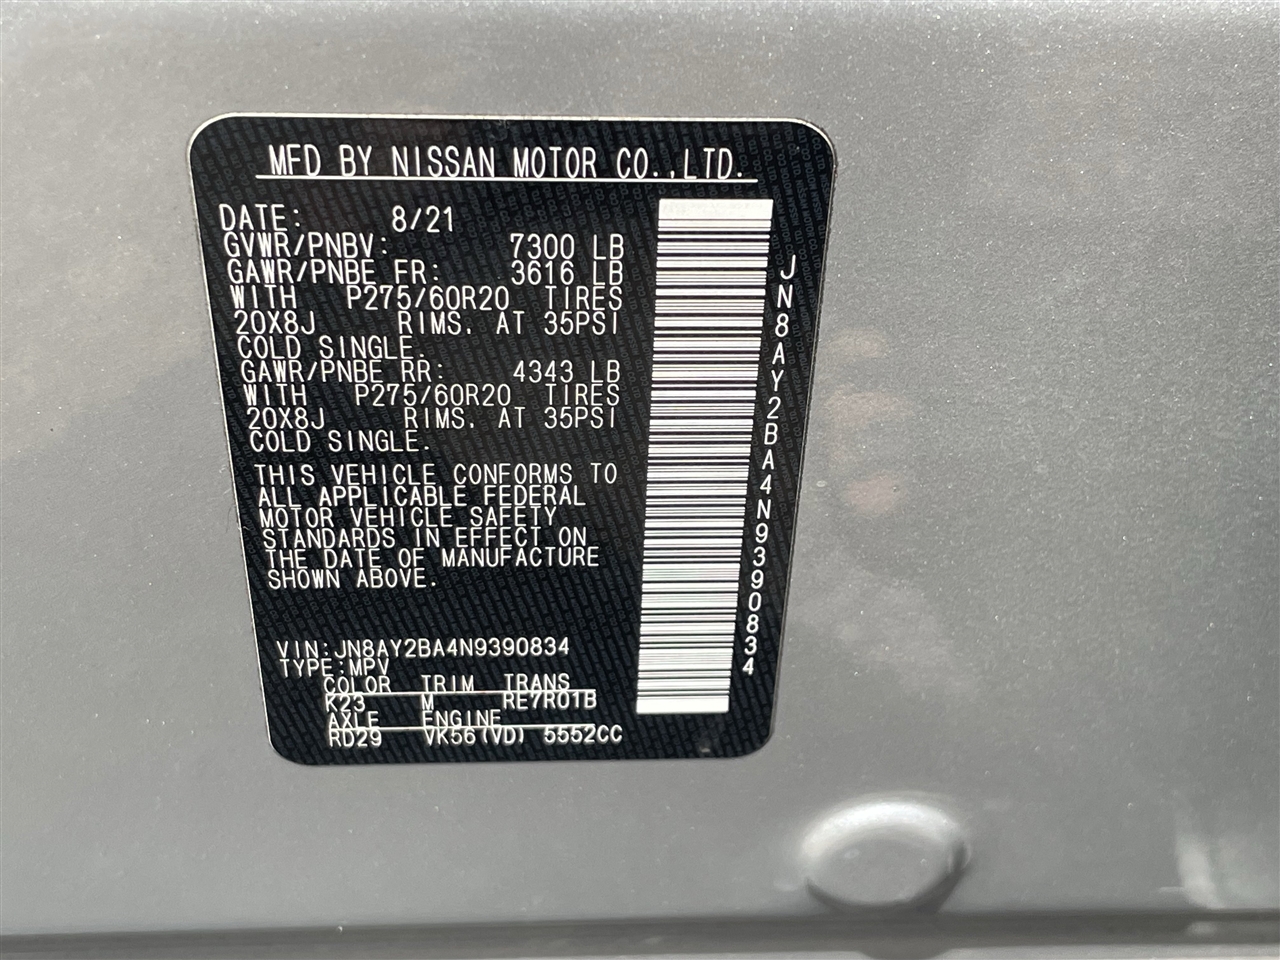 MFD BY NISSAN MOTOR CO.,LTD.
DATE: 8/21
GVWR/PNBV: 7300 LB
GAWR/PNBE FR: 3616 LB
WITH P275/60R20 TIRES
20X8J RIMS, AT 35PSI
COLD SINGLE.
GAWR/PNBE RR: 4343 LB
WITH P275/60R20 TIRES
20X8J RIMS, AT 35PSI
COLD SINGLE.
THIS VEHICLE CONFORMS TO
ALL APPLICABLE FEDERAL
MOTOR VEHICLE SAFETY
STANDARDS IN EFFECT ON
THE DATE OF MANUFACTURE
SHOWN ABOVE.
VIN:JN8AY2BA4N9390834
TYPE:MPV
COLOR TRIM TRANS
K23 M RE7R01B
AXLE ENGINE
RD29 VK56(VD) 5552CC
JN8AY2BA4N9390834